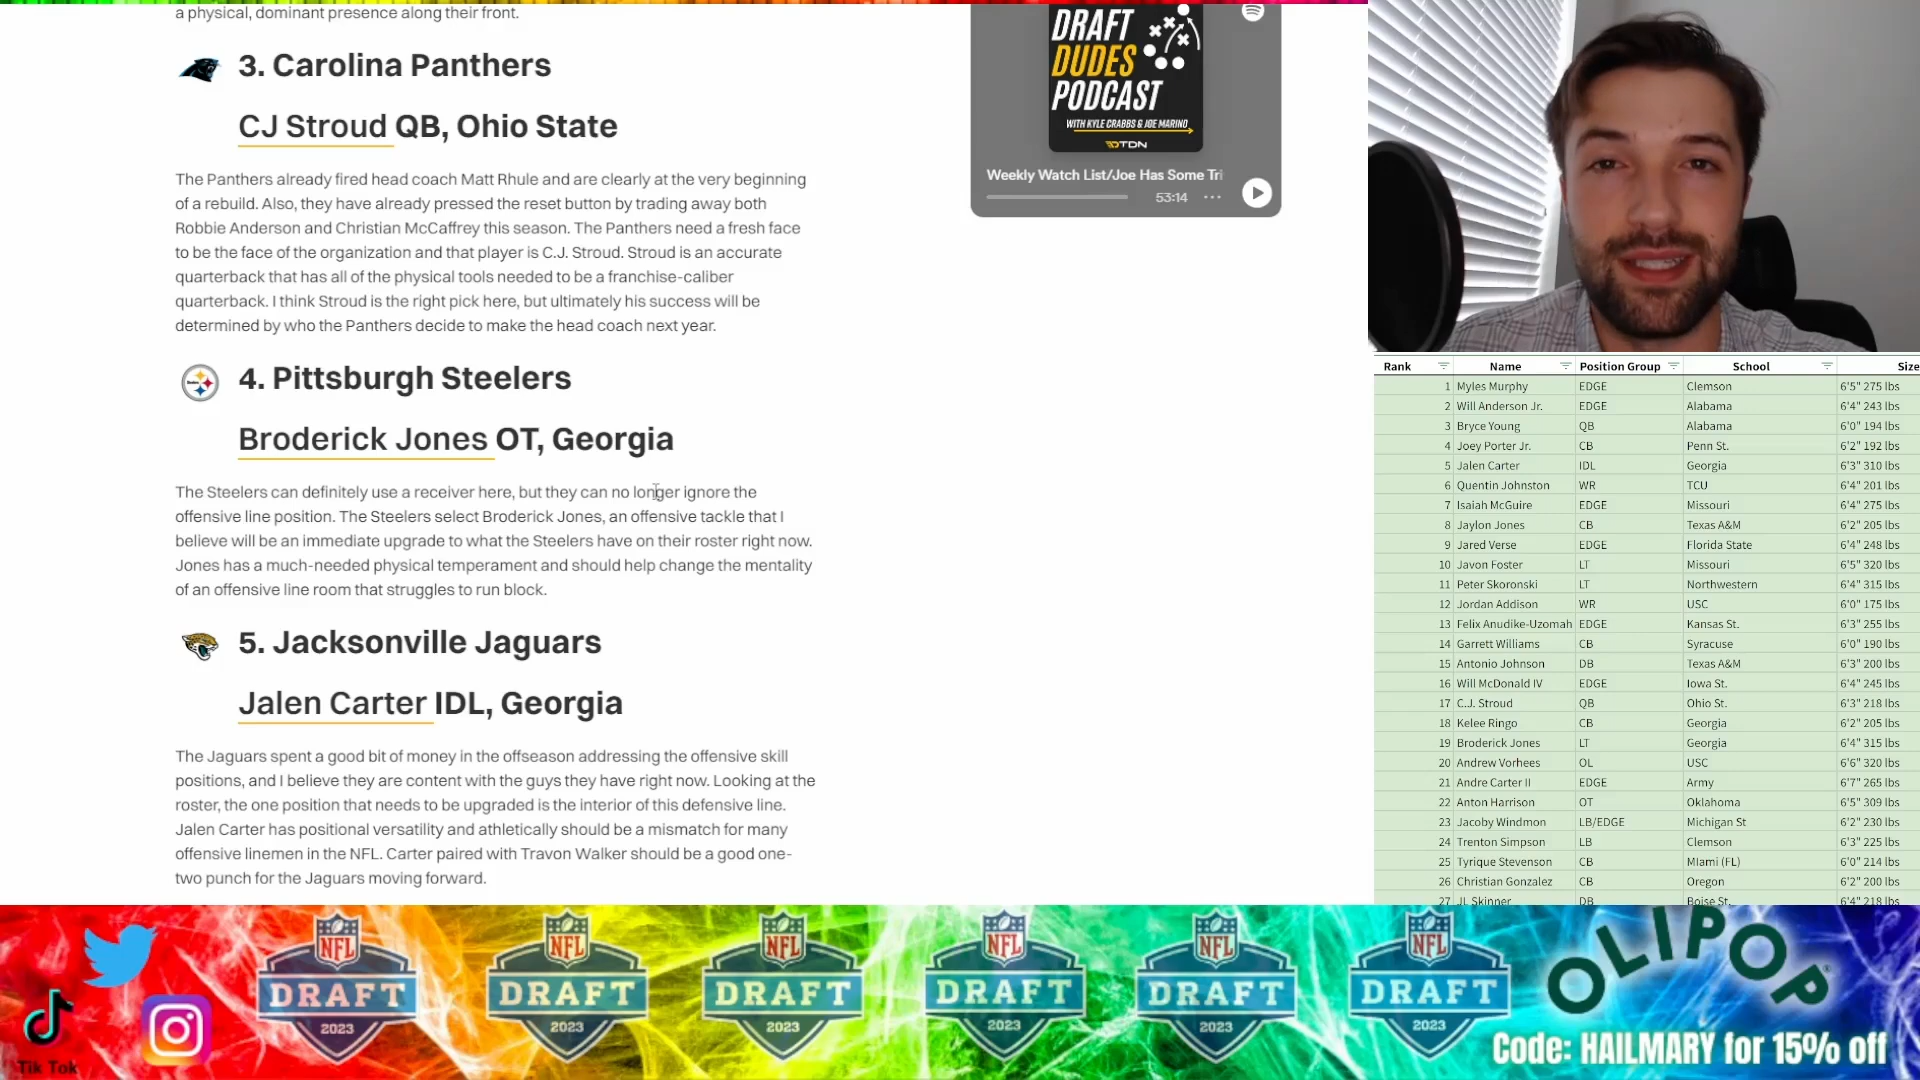 a physical, dominant presence along their front.
3. Carolina Panthers
CJ Stroud QB, Ohio State
The Panthers already fired head coach Matt Rhule and are clearly at the very beginning
of a rebuild. Also, they have already pressed the reset button by trading away both
Robbie Anderson and Christian McCaffrey this season. The Panthers need a fresh face
to be the face of the organization and that player is C.J. Stroud. Stroud is an accurate
quarterback that has all of the physical tools needed to be a franchise-caliber
quarterback. I think Stroud is the right pick here, but ultimately his success will be
determined by who the Panthers decide to make the head coach next year.
4. Pittsburgh Steelers
Broderick Jones OT, Georgia
The Steelers can definitely use a receiver here, but they can no longer ignore the
offensive line position. The Steelers select Broderick Jones, an offensive tackle that I
believe will be an immediate upgrade to what the Steelers have on their roster right now.
Jones has a much-needed physical temperament and should help change the mentality
of an offensive line room that struggles to run block.
5. Jacksonville Jaguars
Jalen Carter IDL, Georgia
The Jaguars spent a good bit of money in the offseason addressing the offensive skill
positions, and I believe they are content with the guys they have right now. Looking at the
roster, the one position that needs to be upgraded is the interior of this defensive line.
Jalen Carter has positional versatility and athletically should be a mismatch for many
offensive linemen in the NFL. Carter paired with Travon Walker should be a good one-
two punch for the Jaguars moving forward.
DRAFT
DUDES
PODCAST
WITH KYLE CRABBS & JOE MARINO
TDN
Weekly Watch List/Joe Has Some Tri
53:14
Rank Name Position Group School Size
1 Myles Murphy EDGE Clemson 6'5" 275 lbs
2 Will Anderson Jr. EDGE Alabama 6'4" 243 lbs
3 Bryce Young QB Alabama 6'0" 194 lbs
4 Joey Porter Jr. CB Penn St. 6'2" 192 lbs
5 Jalen Carter IDL Georgia 6'3" 310 lbs
6 Quentin Johnston WR TCU 6'4" 201 lbs
7 Isaiah McGuire EDGE Missouri 6'4" 275 lbs
8 Jaylon Jones CB Texas A&M 6'2" 205 lbs
9 Jared Verse EDGE Florida State 6'4" 248 lbs
10 Javon Foster LT Missouri 6'5" 320 lbs
11 Peter Skoronski LT Northwestern 6'4" 315 lbs
12 Jordan Addison WR USC 6'0" 175 lbs
13 Felix Anudike-Uzomah EDGE Kansas St. 6'3" 255 lbs
14 Garrett Williams CB Syracuse 6'0" 190 lbs
15 Antonio Johnson DB Texas A&M 6'3" 200 lbs
16 Will McDonald IV EDGE Iowa St. 6'4" 245 lbs
17 C.J. Stroud QB Ohio St. 6'3" 218 lbs
18 Kelee Ringo CB Georgia 6'2" 205 lbs
19 Broderick Jones LT Georgia 6'4" 315 lbs
20 Andrew Vorhees OL USC 6'6" 320 lbs
21 Andre Carter II EDGE Army 6'7" 265 lbs
22 Anton Harrison OT Oklahoma 6'5" 309 lbs
23 Jacoby Windmon LB/EDGE Michigan St 6'2" 230 lbs
24 Trenton Simpson LB Clemson 6'3" 225 lbs
25 Tyrique Stevenson CB MIami (FL) 6'0" 214 lbs
26 Christian Gonzalez CB Oregon 6'2" 200 lbs
27 JL Skinner DB Boise St. 6'4" 218 lbs
Tik Tok
NFL DRAFT 2023
NFL DRAFT 2023
NFL DRAFT 2023
NFL DRAFT 2023
NFL DRAFT 2023
NFL DRAFT 2023
OLIPOP
Code: HAILMARY for 15% off